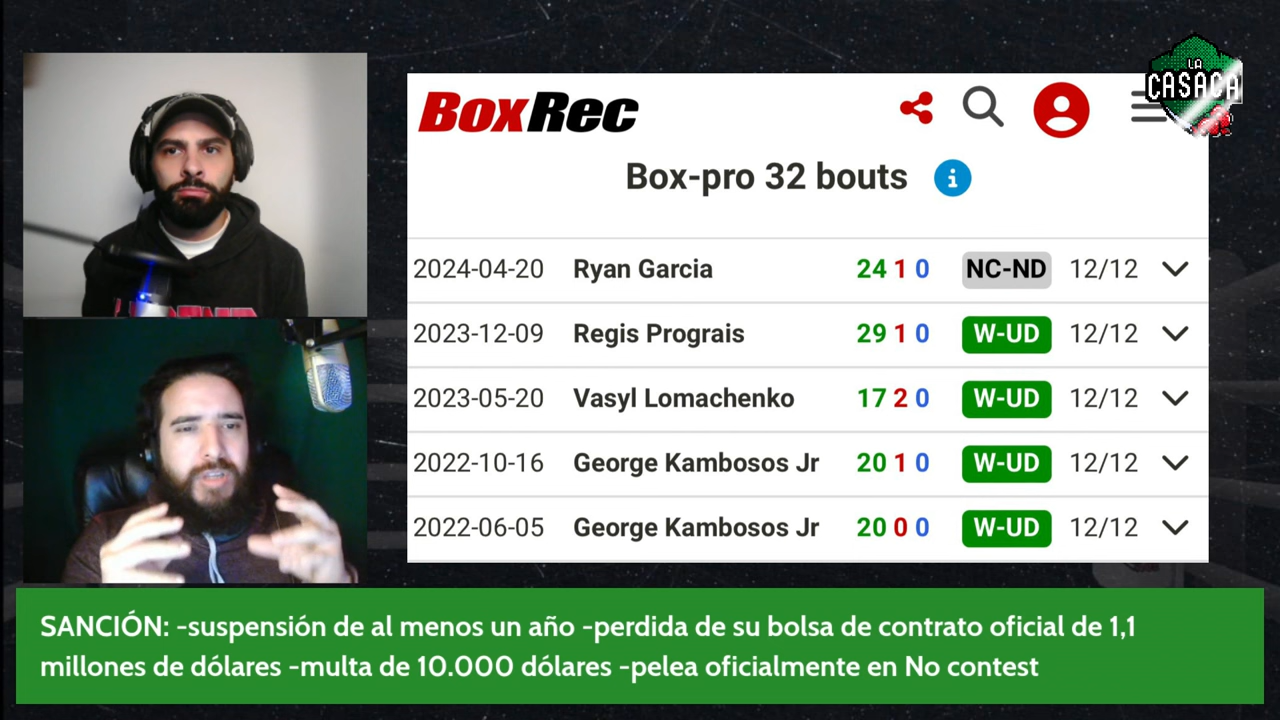 LA
CASACA
BoxRec
Box-pro 32 bouts
2024-04-20 Ryan Garcia 24 1 0 NC-ND 12/12
2023-12-09 Regis Prograis 29 1 0 W-UD 12/12
2023-05-20 Vasyl Lomachenko 17 2 0 W-UD 12/12
2022-10-16 George Kambosos Jr 20 1 0 W-UD 12/12
2022-06-05 George Kambosos Jr 20 0 0 W-UD 12/12
SANCIÓN: -suspensión de al menos un año -perdida de su bolsa de contrato oficial de 1,1
millones de dólares -multa de 10.000 dólares -pelea oficialmente en No contest